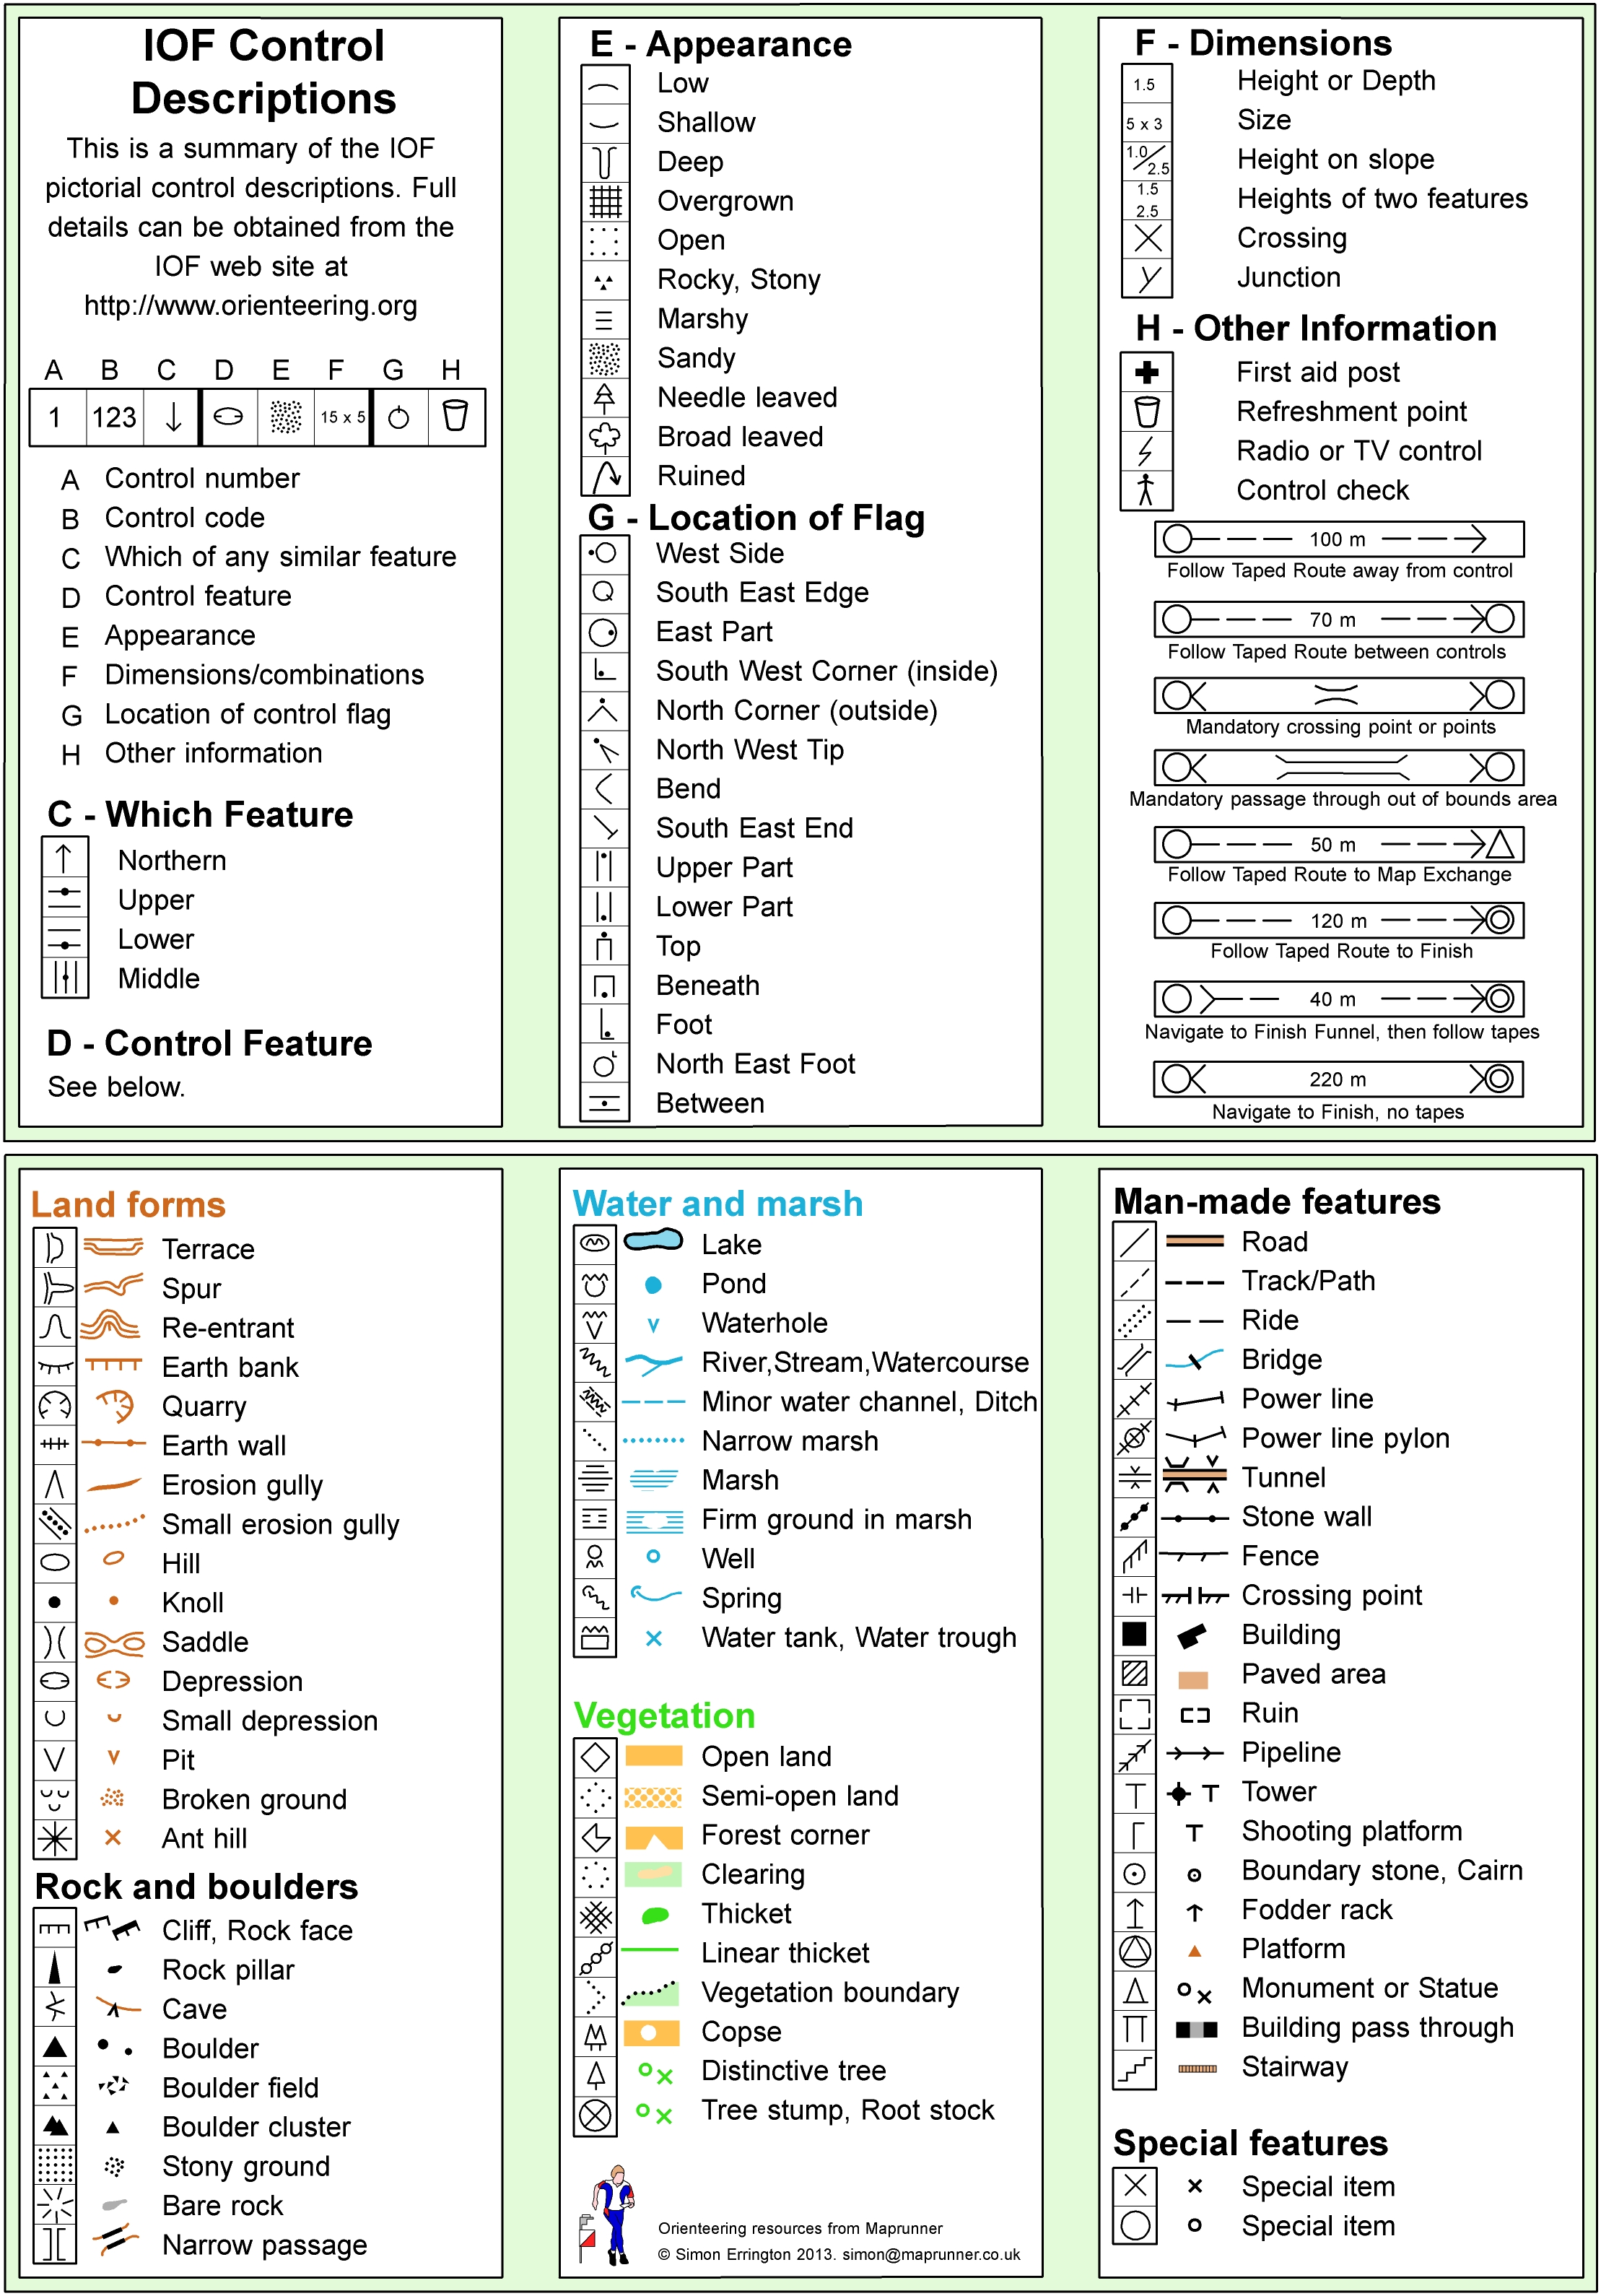 IOF Control
Descriptions
This is a summary of the IOF
pictorial control descriptions. Full
details can be obtained from the
IOF web site at
http://www.orienteering.org
A B C D E F G H
1 123 15 x 5
A Control number
B Control code
C Which of any similar feature
D Control feature
E Appearance
F Dimensions/combinations
G Location of control flag
H Other information
C - Which Feature
Northern
Upper
Lower
Middle
D - Control Feature
See below.
E - Appearance
Low
Shallow
Deep
Overgrown
Open
Rocky, Stony
Marshy
Sandy
Needle leaved
Broad leaved
Ruined
G - Location of Flag
West Side
South East Edge
East Part
South West Corner (inside)
North Corner (outside)
North West Tip
Bend
South East End
Upper Part
Lower Part
Top
Beneath
Foot
North East Foot
Between
F - Dimensions
1.5 Height or Depth
5 x 3 Size
1.0 2.5 Height on slope
1.5 2.5 Heights of two features
Crossing
Junction
H - Other Information
First aid post
Refreshment point
Radio or TV control
Control check
100 m
Follow Taped Route away from control
70 m
Follow Taped Route between controls
Mandatory crossing point or points
Mandatory passage through out of bounds area
50 m
Follow Taped Route to Map Exchange
120 m
Follow Taped Route to Finish
40 m
Navigate to Finish Funnel, then follow tapes
220 m
Navigate to Finish, no tapes
Land forms
Terrace
Spur
Re-entrant
Earth bank
Quarry
Earth wall
Erosion gully
Small erosion gully
Hill
Knoll
Saddle
Depression
Small depression
Pit
Broken ground
Ant hill
Rock and boulders
Cliff, Rock face
Rock pillar
Cave
Boulder
Boulder field
Boulder cluster
Stony ground
Bare rock
Narrow passage
Water and marsh
Lake
Pond
Waterhole
River,Stream,Watercourse
Minor water channel, Ditch
Narrow marsh
Marsh
Firm ground in marsh
Well
Spring
Water tank, Water trough
Vegetation
Open land
Semi-open land
Forest corner
Clearing
Thicket
Linear thicket
Vegetation boundary
Copse
Distinctive tree
Tree stump, Root stock
Orienteering resources from Maprunner
© Simon Errington 2013. simon@maprunner.co.uk
Man-made features
Road
Track/Path
Ride
Bridge
Power line
Power line pylon
Tunnel
Stone wall
Fence
Crossing point
Building
Paved area
Ruin
Pipeline
Tower
Shooting platform
Boundary stone, Cairn
Fodder rack
Platform
Monument or Statue
Building pass through
Stairway
Special features
Special item
Special item